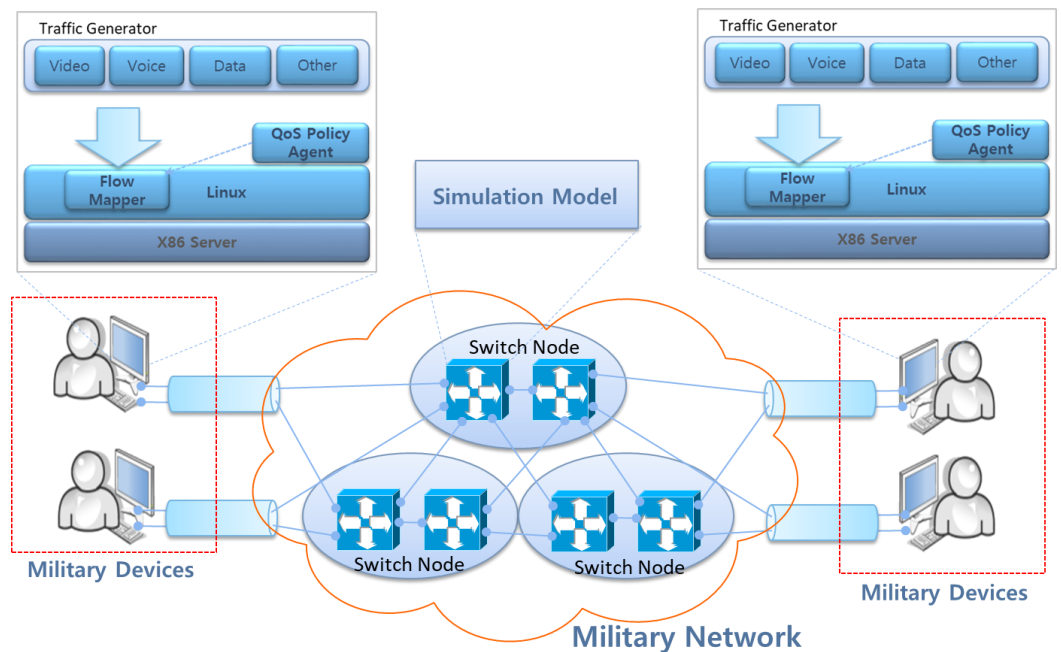 Traffic Generator
Video
Voice
Data
Other
QoS Policy
Agent
Flow
Mapper
Linux
X86 Server
Traffic Generator
Video
Voice
Data
Other
QoS Policy
Agent
Flow
Mapper
Linux
X86 Server
Simulation Model
Switch Node
Switch Node
Switch Node
Military Devices
Military Devices
Military Network